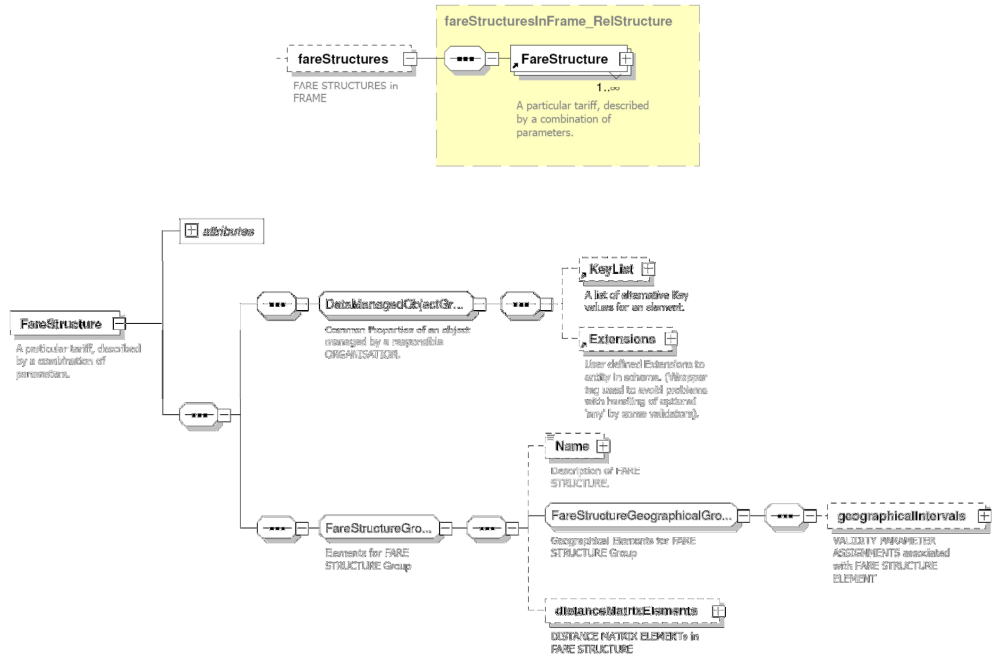 fareStructuresInFrame_RelStructure
fareStructures
FareStructure
FARE STRUCTURES in
FRAME
1..∞
A particular tariff, described
by a combination of
parameters.
attributes
KeyList
DataManagedObjectGr...
A list of alternative Key
values for an element.
FareStructure
Common Properties of an object
managed by a responsible
ORGANISATION.
Extensions
A particular tariff, described
by a combination of
parameters.
User defined Extensions to
entity in schema. (Wrapper
tag used to avoid problems
with handling of optional
'any' by some validators).
Name
Description of FARE
STRUCTURE.
FareStructureGro...
FareStructureGeographicalGro...
geographicalIntervals
Elements for FARE
STRUCTURE Group
Geographical Elements for FARE
STRUCTURE Group
VALIDITY PARAMETER
ASSIGNMENTS associated
with FARE STRUCTURE
ELEMENT
distanceMatrixElements
DISTANCE MATRIX ELEMENTs in
FARE STRUCTURE